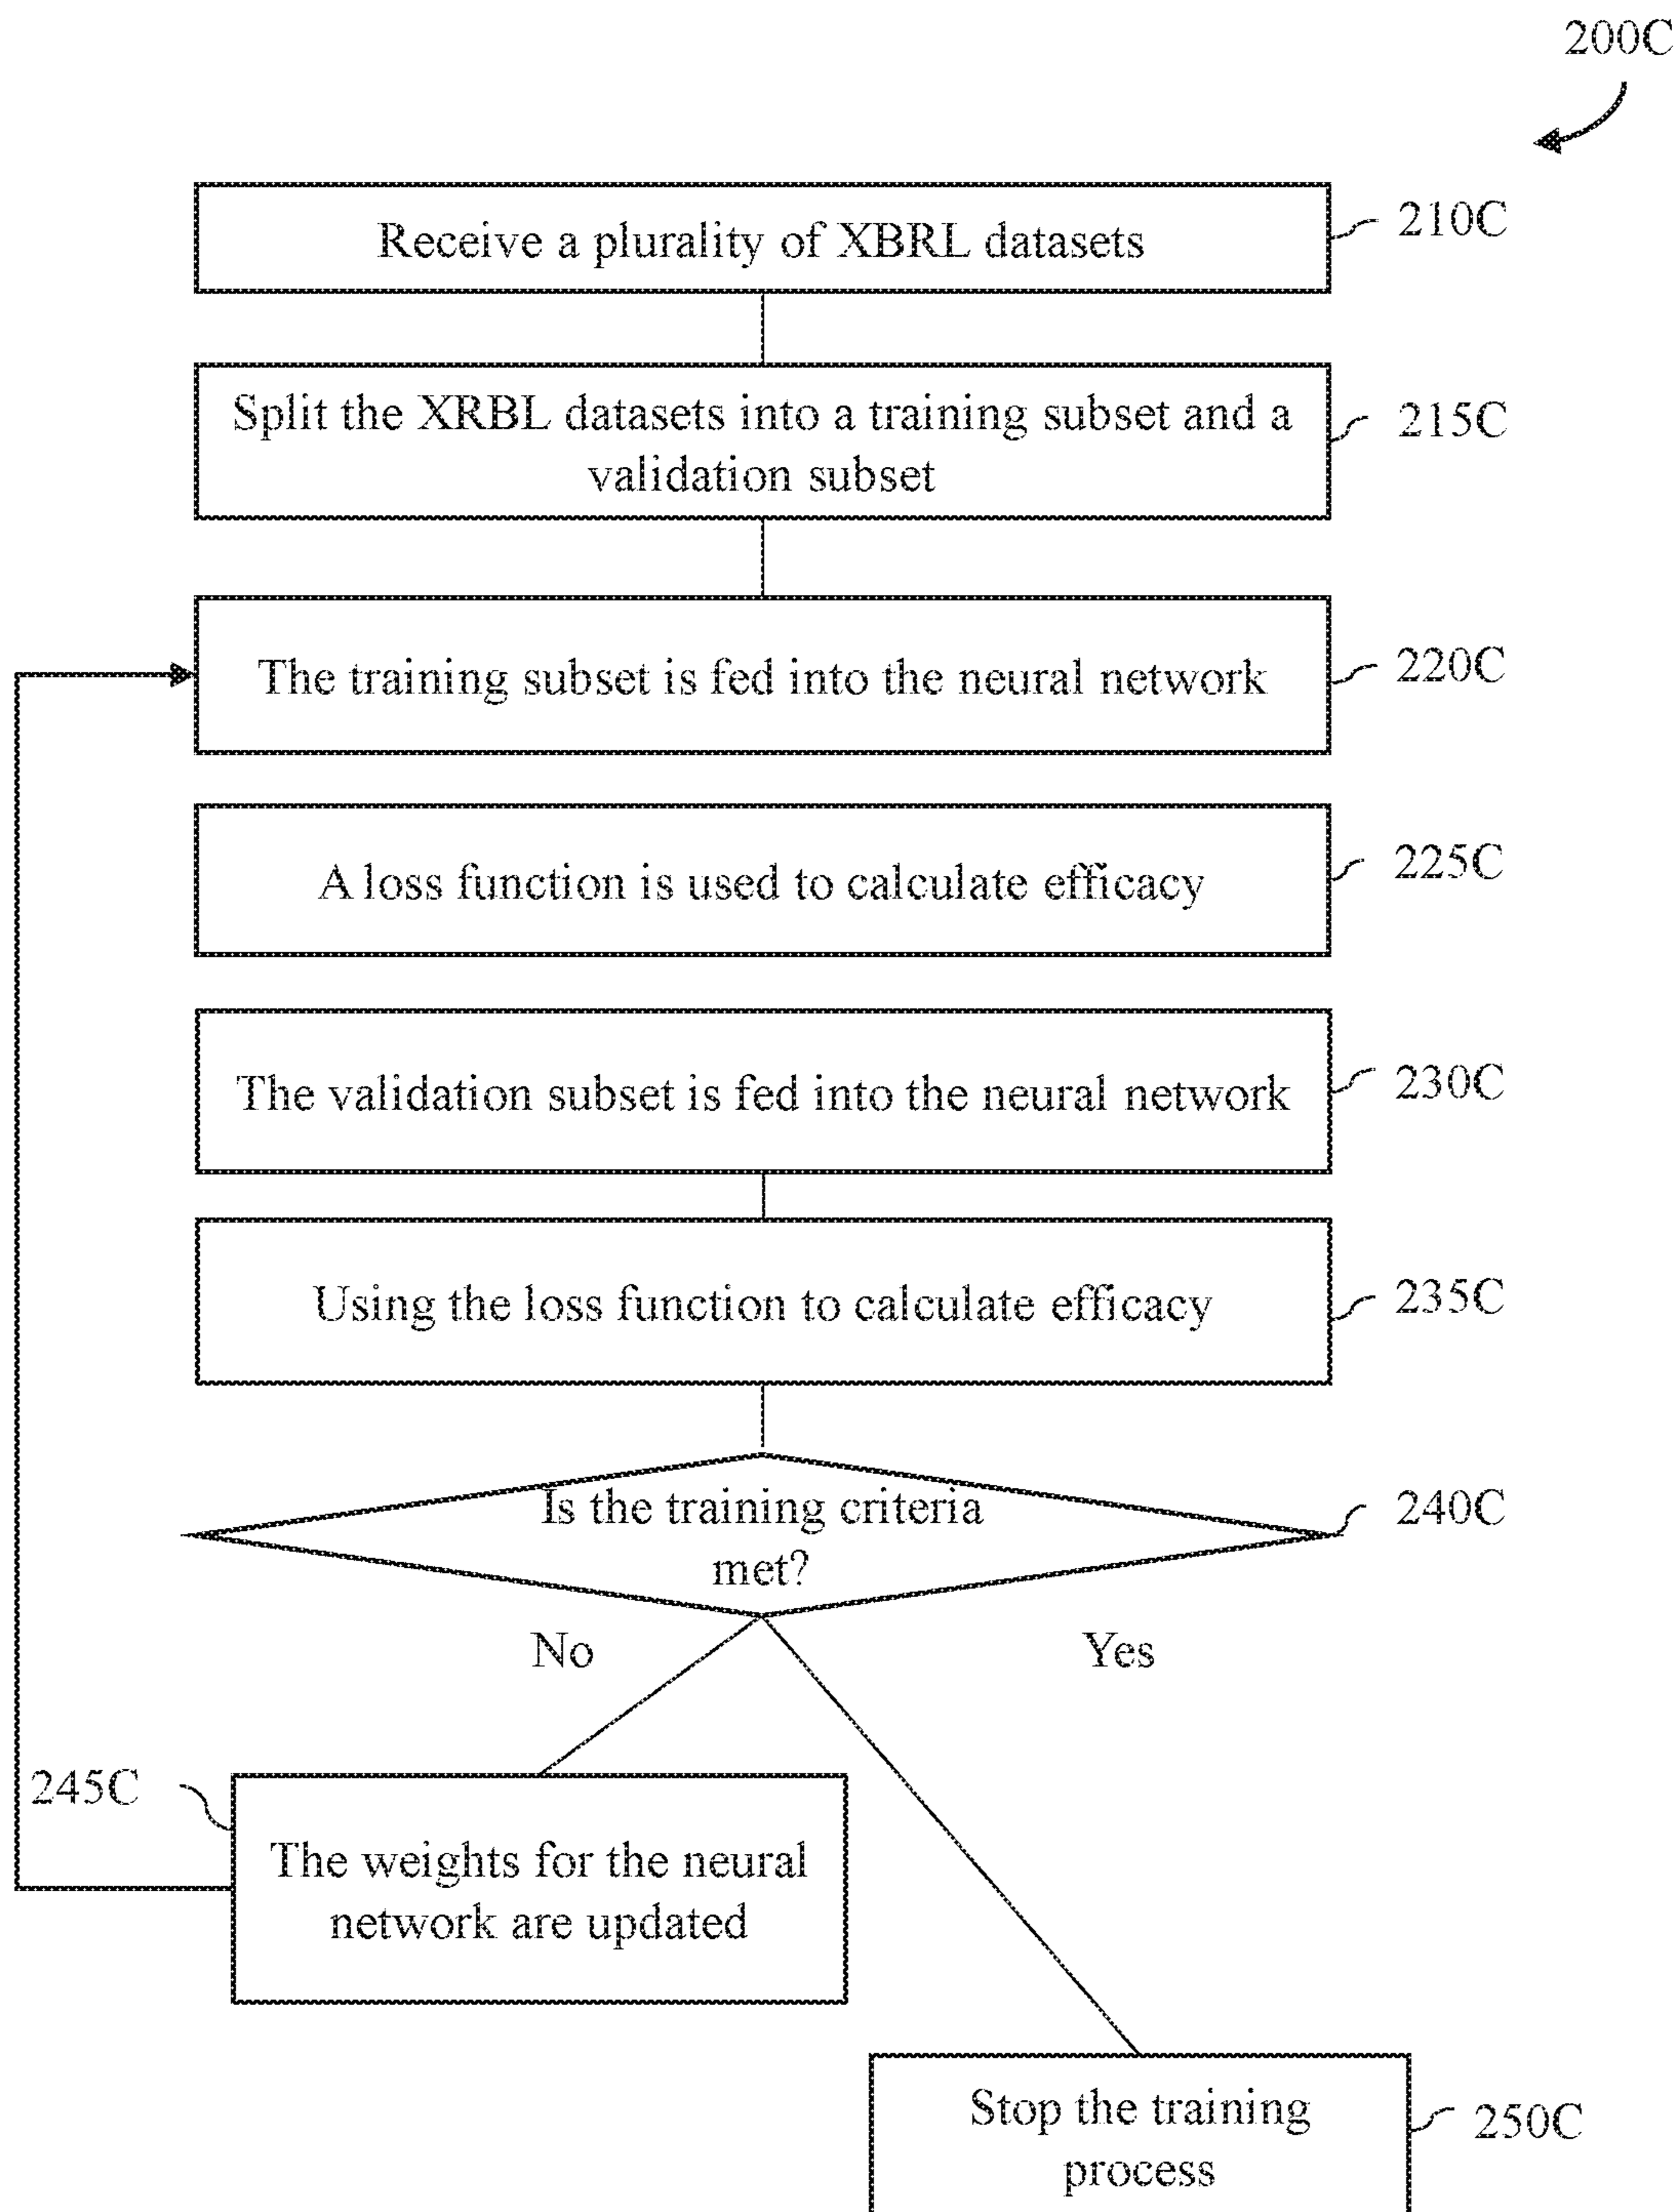 200C
Receive a plurality of XBRL datasets
210C
Split the XRBL datasets into a training subset and a
validation subset
215C
The training subset is fed into the neural network
220C
A loss function is used to calculate efficacy
225C
The validation subset is fed into the neural network
230C
Using the loss function to calculate efficacy
235C
Is the training criteria
met?
240C
No
Yes
245C
The weights for the neural
network are updated
Stop the training
process
250C